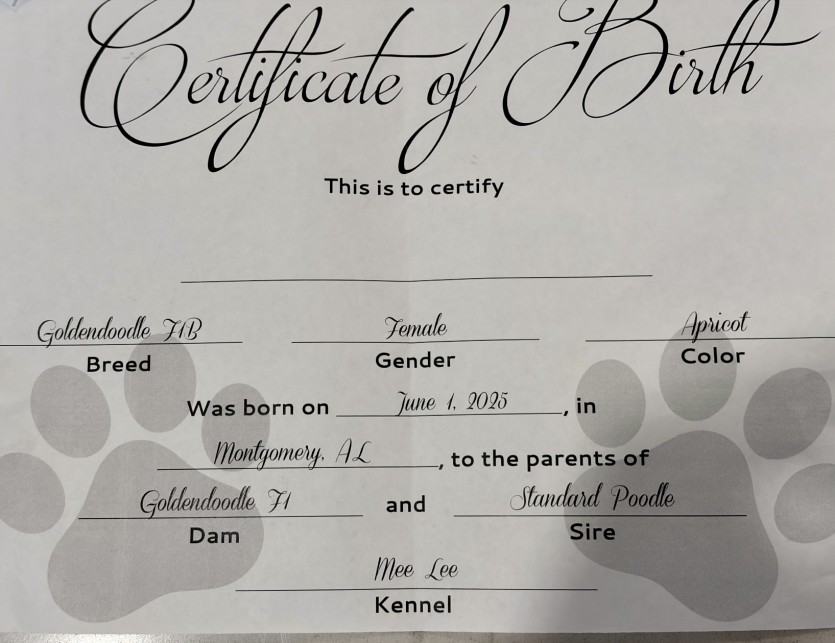 Certificate of Birth
This is to certify
Goldendoodle F1B Female Apricot
Breed Gender Color
Was born on June 1, 2025, in
Montgomery, AL, to the parents of
Goldendoodle F1 and Standard Poodle
Dam Sire
Mee Lee
Kennel